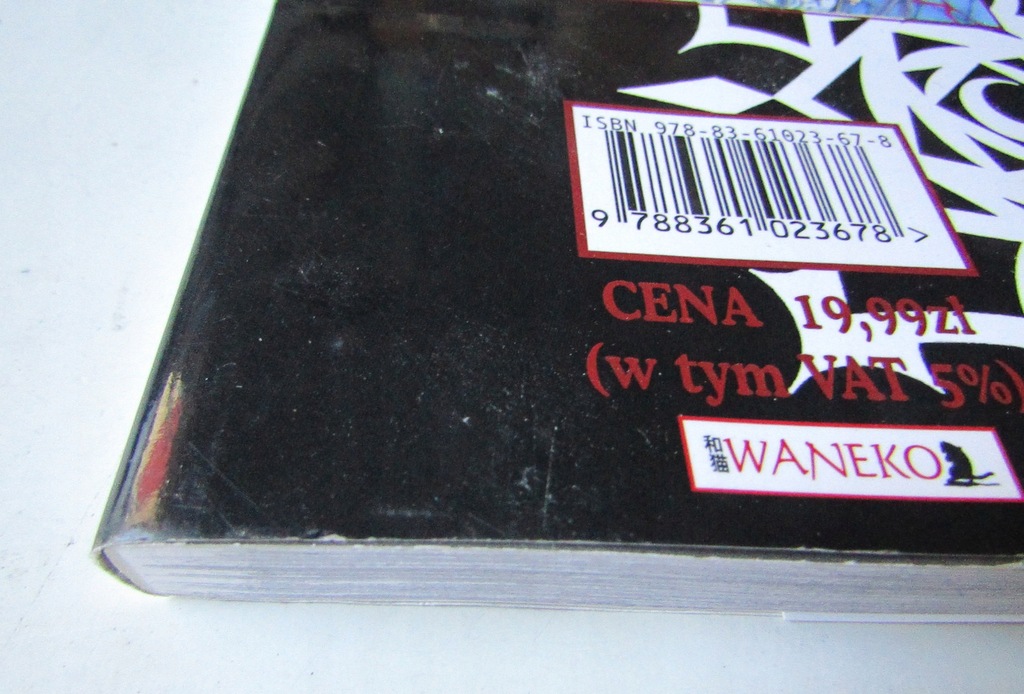 ISBN 978-83-61023-67-8
9 788361 023678 >
CENA 19,99zł
(w tym VAT 5%)
和猫 WANEKO